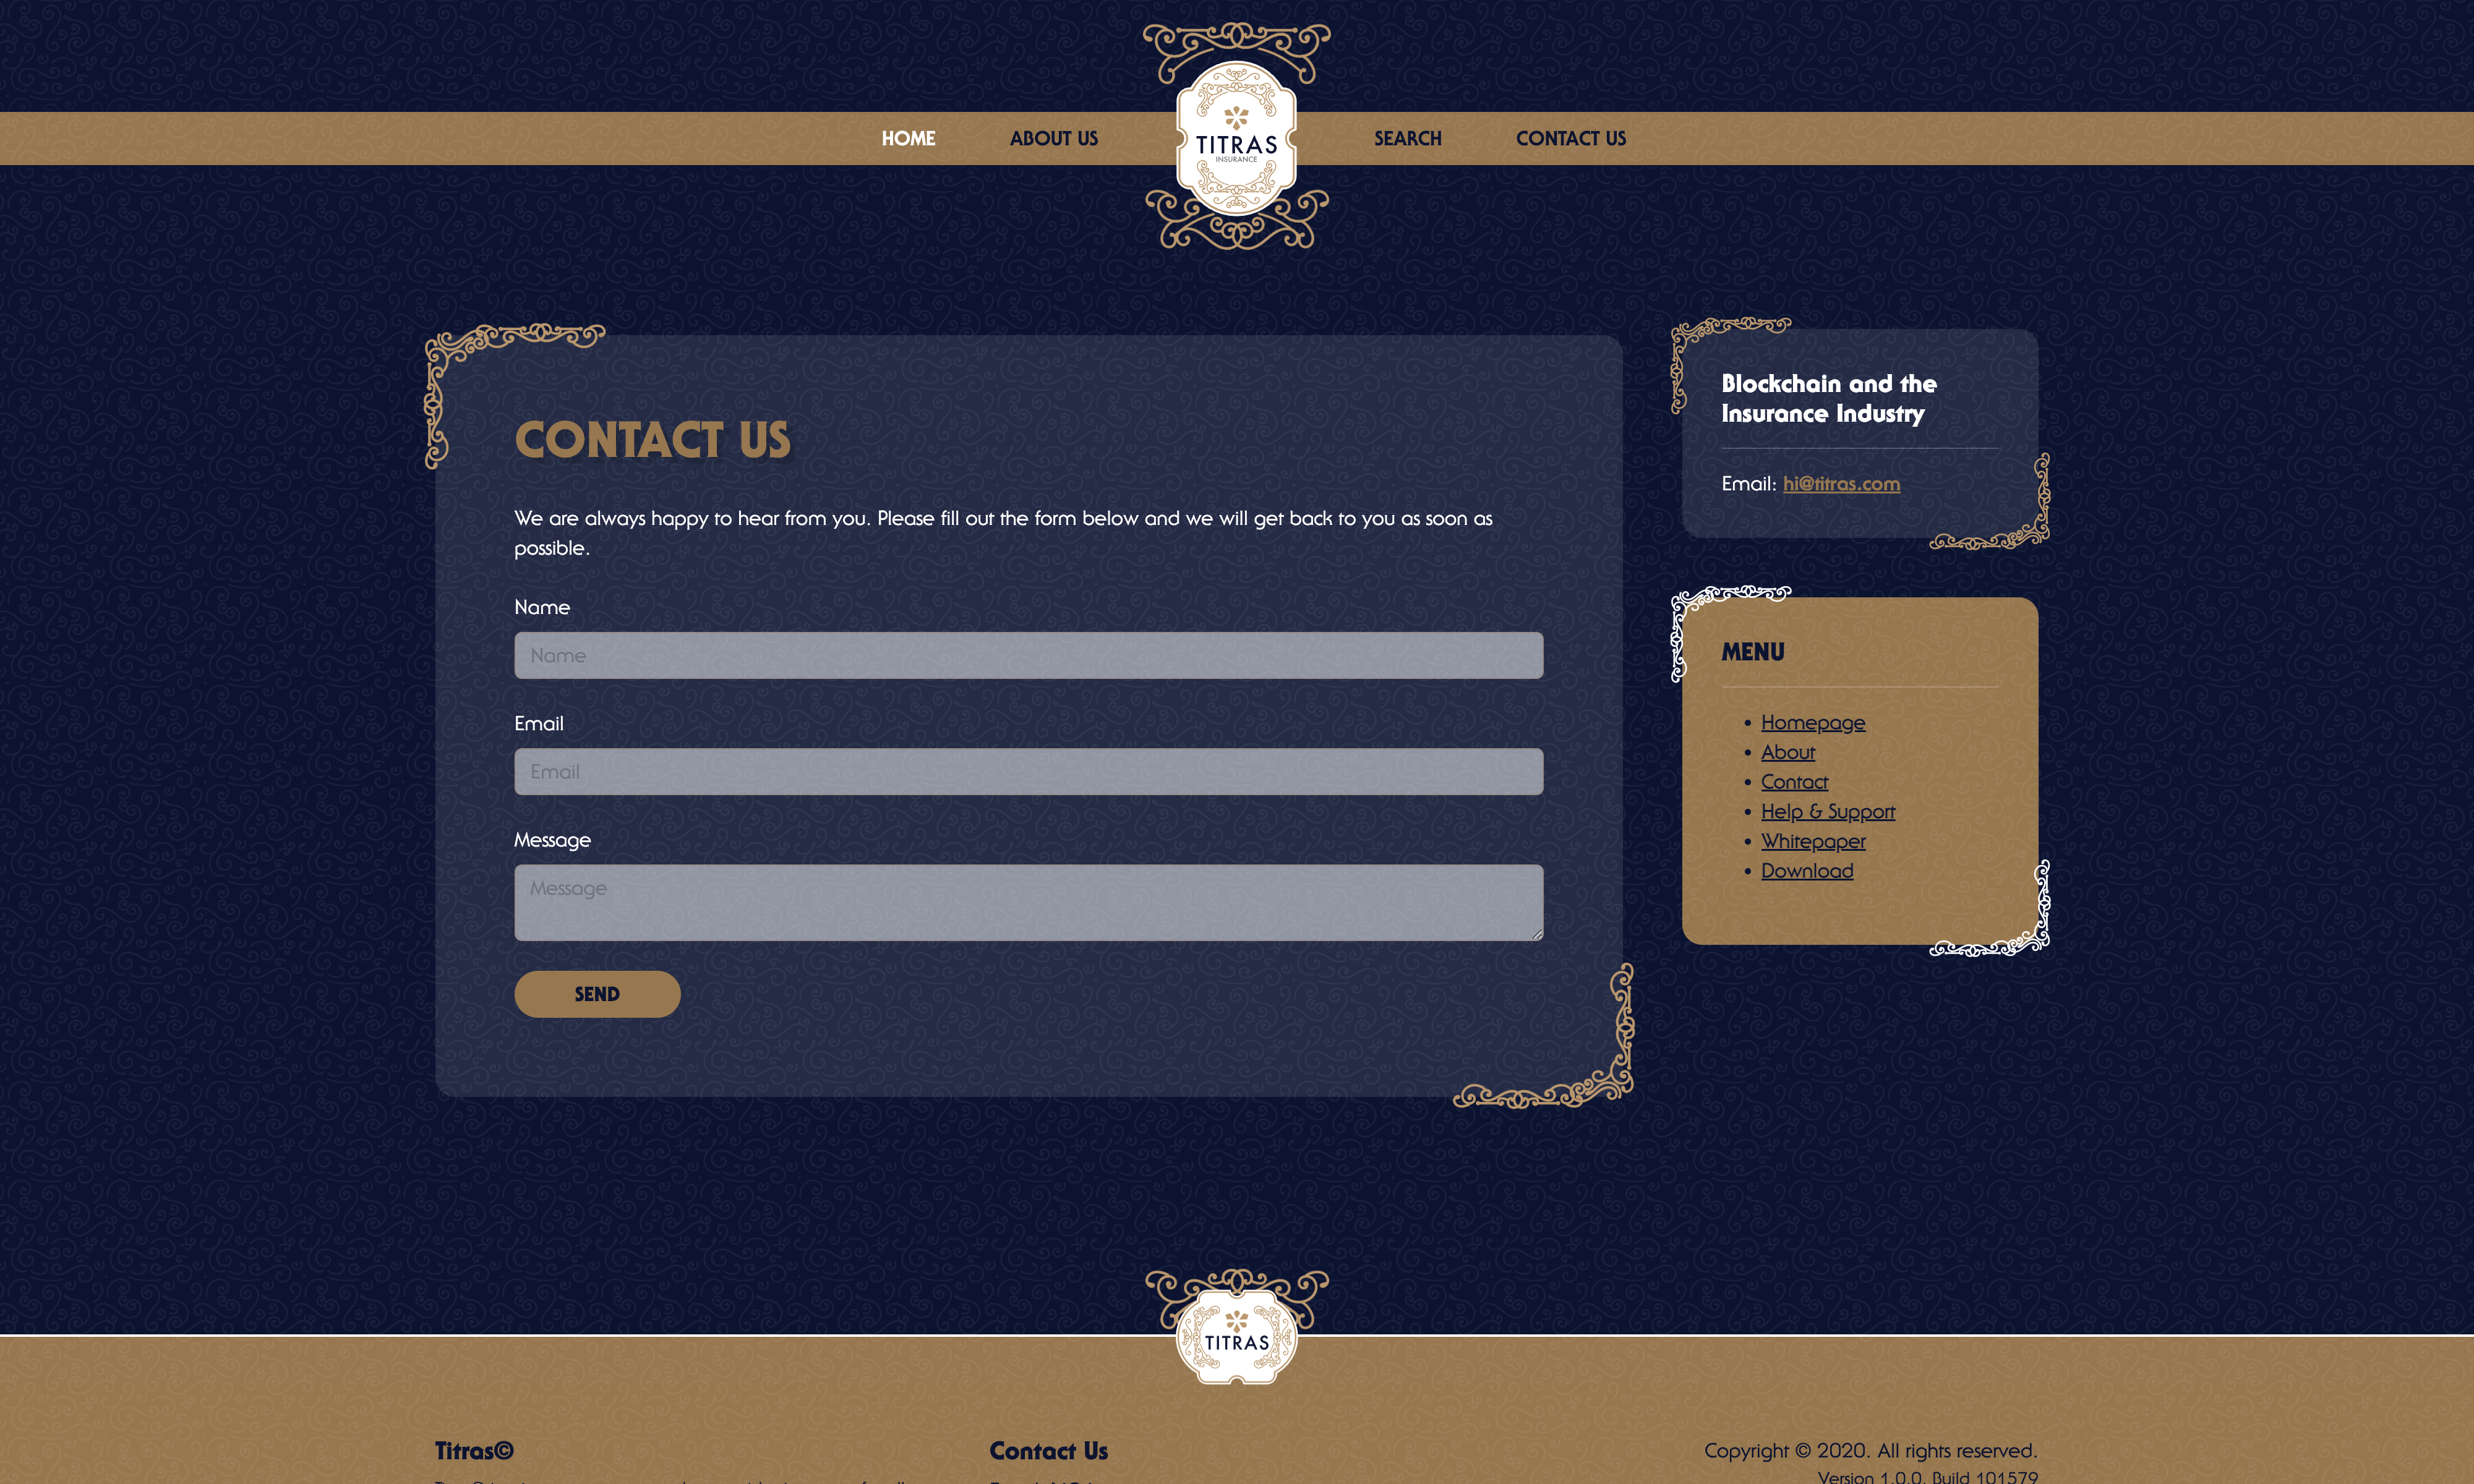 HOME
ABOUT US
TITRAS
INSURANCE
SEARCH
CONTACT US
CONTACT US
We are always happy to hear from you. Please fill out the form below and we will get back to you as soon as
possible.
Name
Name
Email
Email
Message
Message
SEND
Blockchain and the
Insurance Industry
Email: hi@titras.com
MENU
• Homepage
• About
• Contact
• Help & Support
• Whitepaper
• Download
TITRAS
Titras©
Contact Us
Copyright © 2020. All rights reserved.
Version 1.0.0. Build 101579